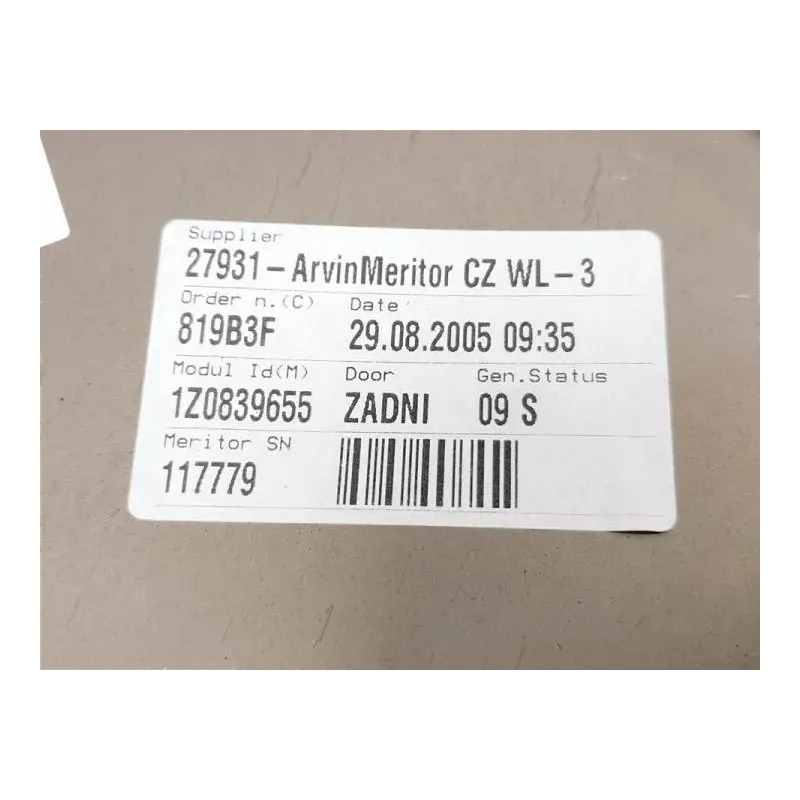 Supplier
27931-ArvinMeritor CZ WL-3
Order n.(C) Date
819B3F 29.08.2005 09:35
Modul Id(M) Door Gen.Status
1Z0839655 ZADNI 09 S
Meritor SN
117779